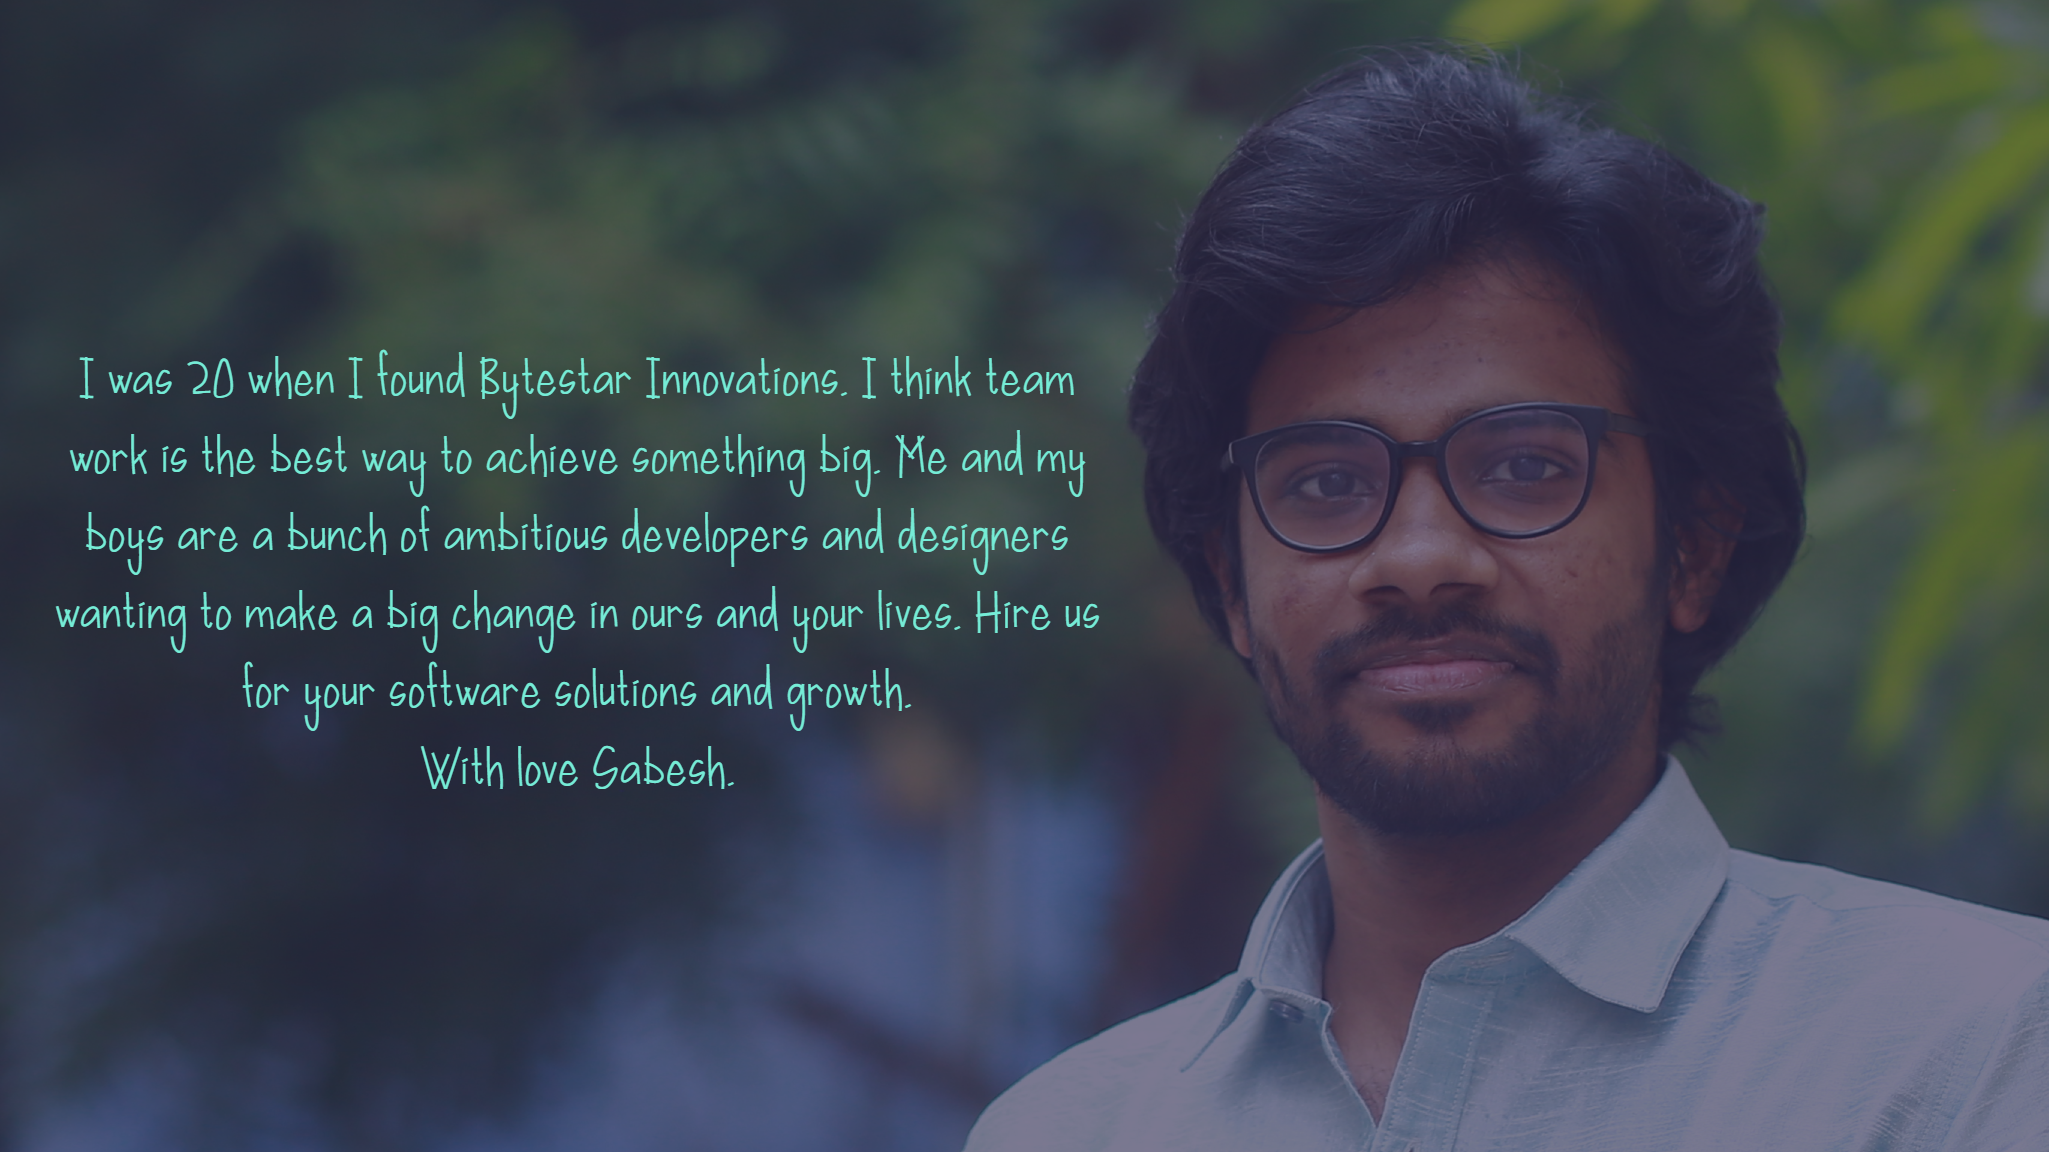 I was 20 when I found Bytestar Innovations. I think team
work is the best way to achieve something big. Me and my
boys are a bunch of ambitious developers and designers
wanting to make a big change in ours and your lives. Hire us
for your software solutions and growth.
With love Sabesh.